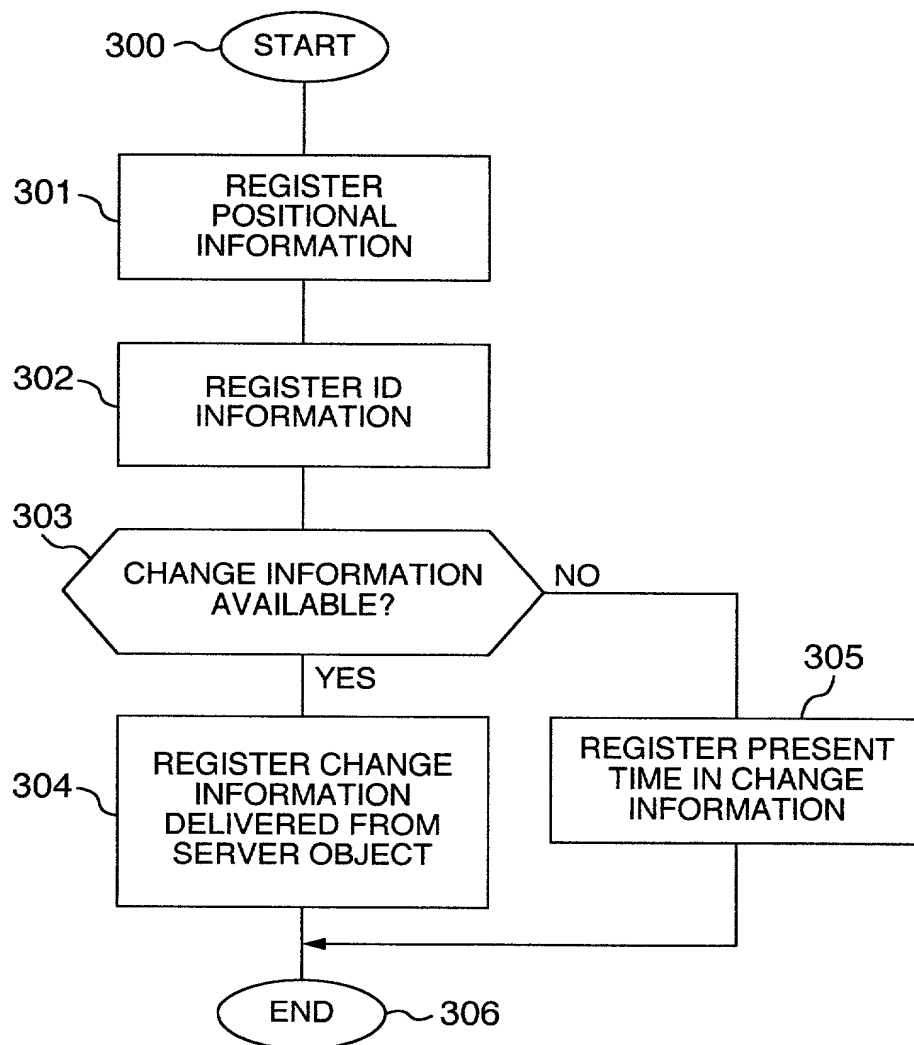 300
START
301
REGISTER
POSITIONAL
INFORMATION
302
REGISTER ID
INFORMATION
303
CHANGE INFORMATION
AVAILABLE?
NO
YES
305
304
REGISTER CHANGE
INFORMATION
DELIVERED FROM
SERVER OBJECT
REGISTER PRESENT
TIME IN CHANGE
INFORMATION
END
306